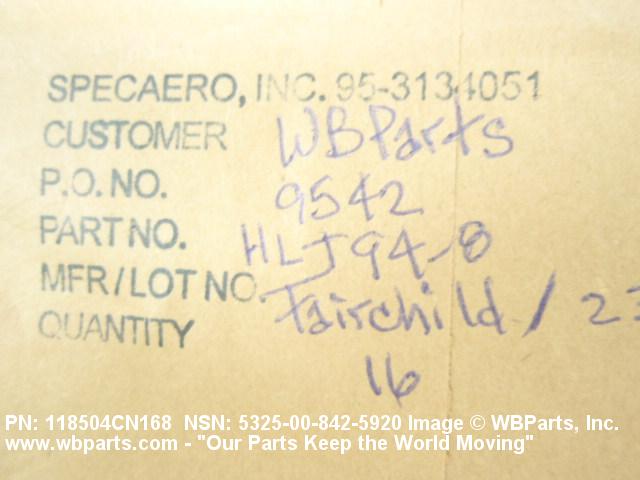 SPECAERO, INC. 95-3134051
CUSTOMER WBParts
P.O. NO. 9542
PART NO. HLJ94-8
MFR/LOT NO. Fairchild / 23
QUANTITY 16
PN: 118504CN168 NSN: 5325-00-842-5920 Image © WBParts, Inc.
www.wbparts.com - "Our Parts Keep the World Moving"